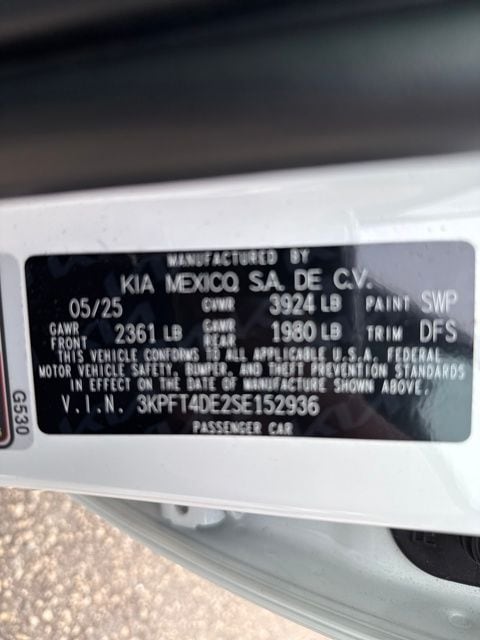 MANUFACTURED BY
KIA MEXICO, S.A. DE C.V.
05/25 GVWR 3924 LB PAINT SWP
GAWR FRONT 2361 LB GAWR REAR 1980 LB TRIM DFS
THIS VEHICLE CONFORMS TO ALL APPLICABLE U.S.A. FEDERAL
MOTOR VEHICLE SAFETY, BUMPER, AND THEFT PREVENTION STANDARDS
IN EFFECT ON THE DATE OF MANUFACTURE SHOWN ABOVE.
V.I.N. 3KPFT4DE2SE152936
PASSENGER CAR
G530